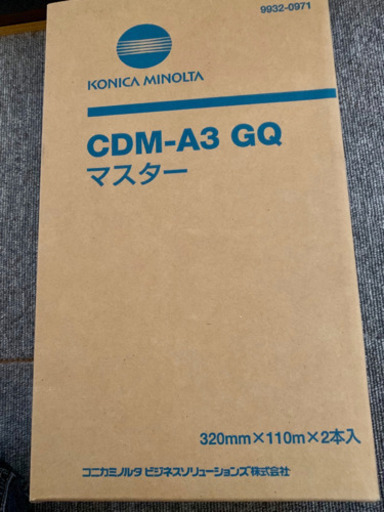 9932-0971
KONICA MINOLTA
CDM-A3 GQ
マスター
320mm×110m×2本入
コニカミノルタ ビジネスソリューションズ株式会社